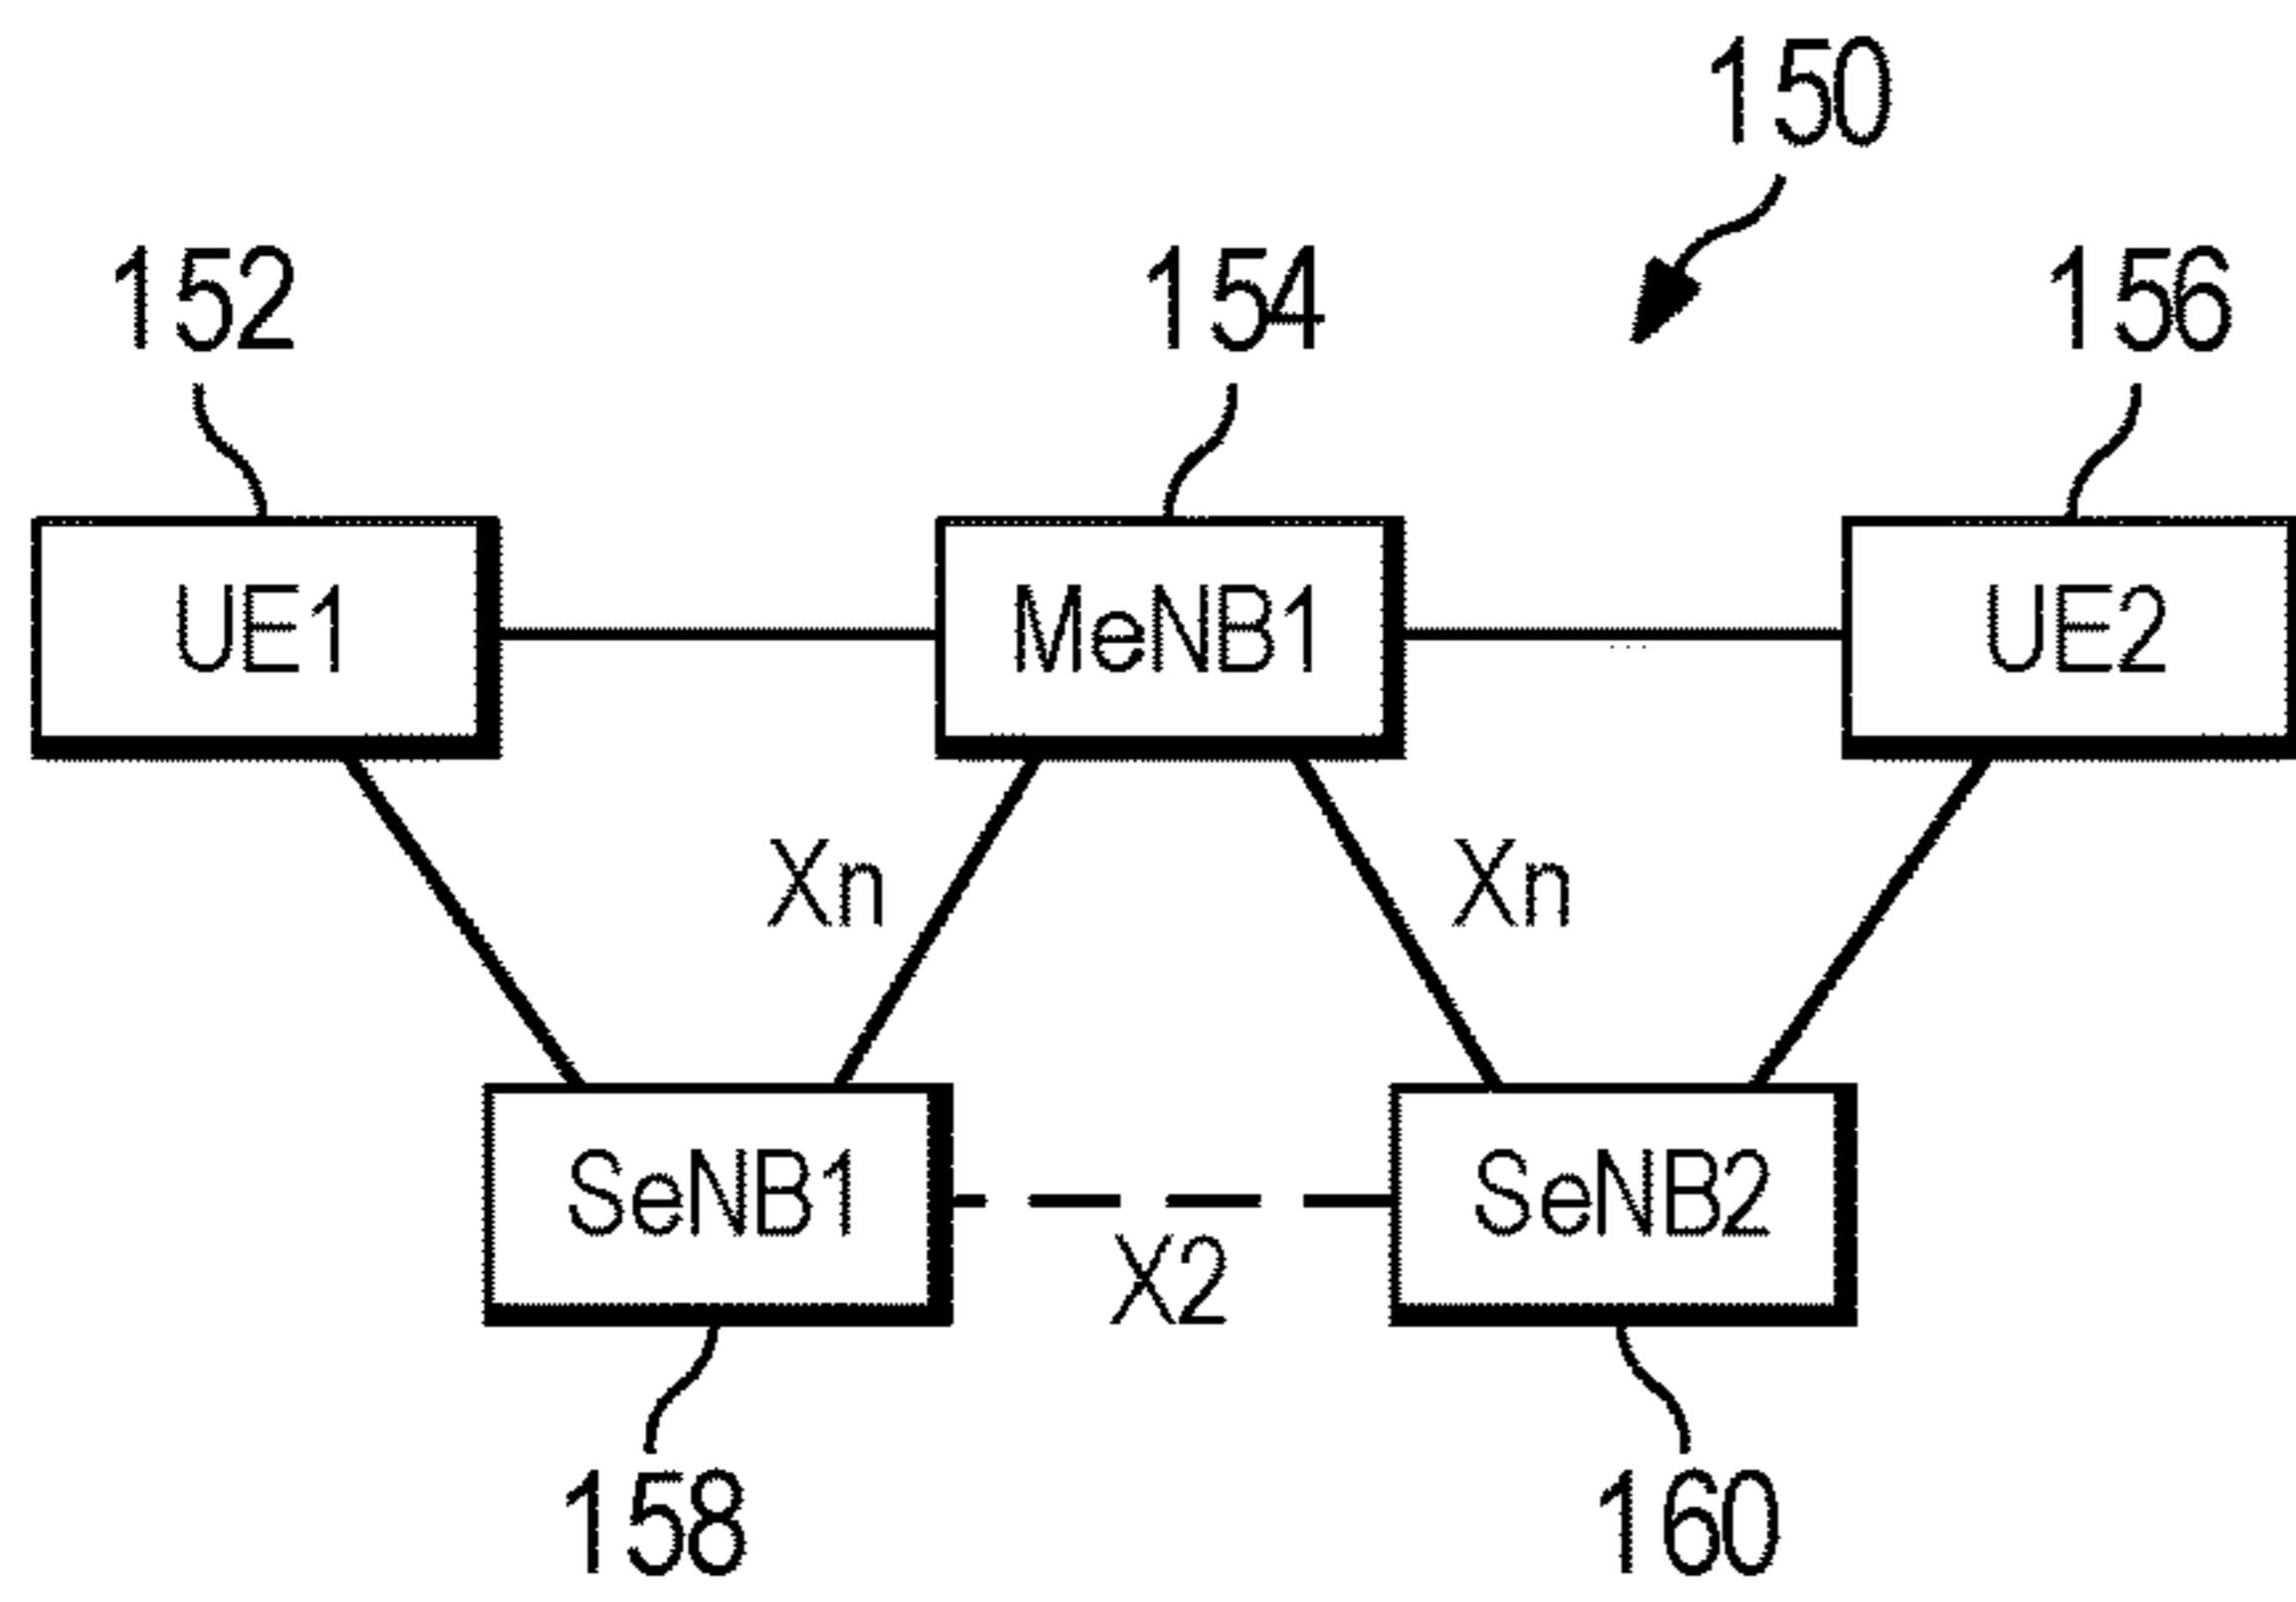 150
152 154 156
UE1 MeNB1 UE2
Xn Xn
SeNB1 SeNB2
X2
158 160